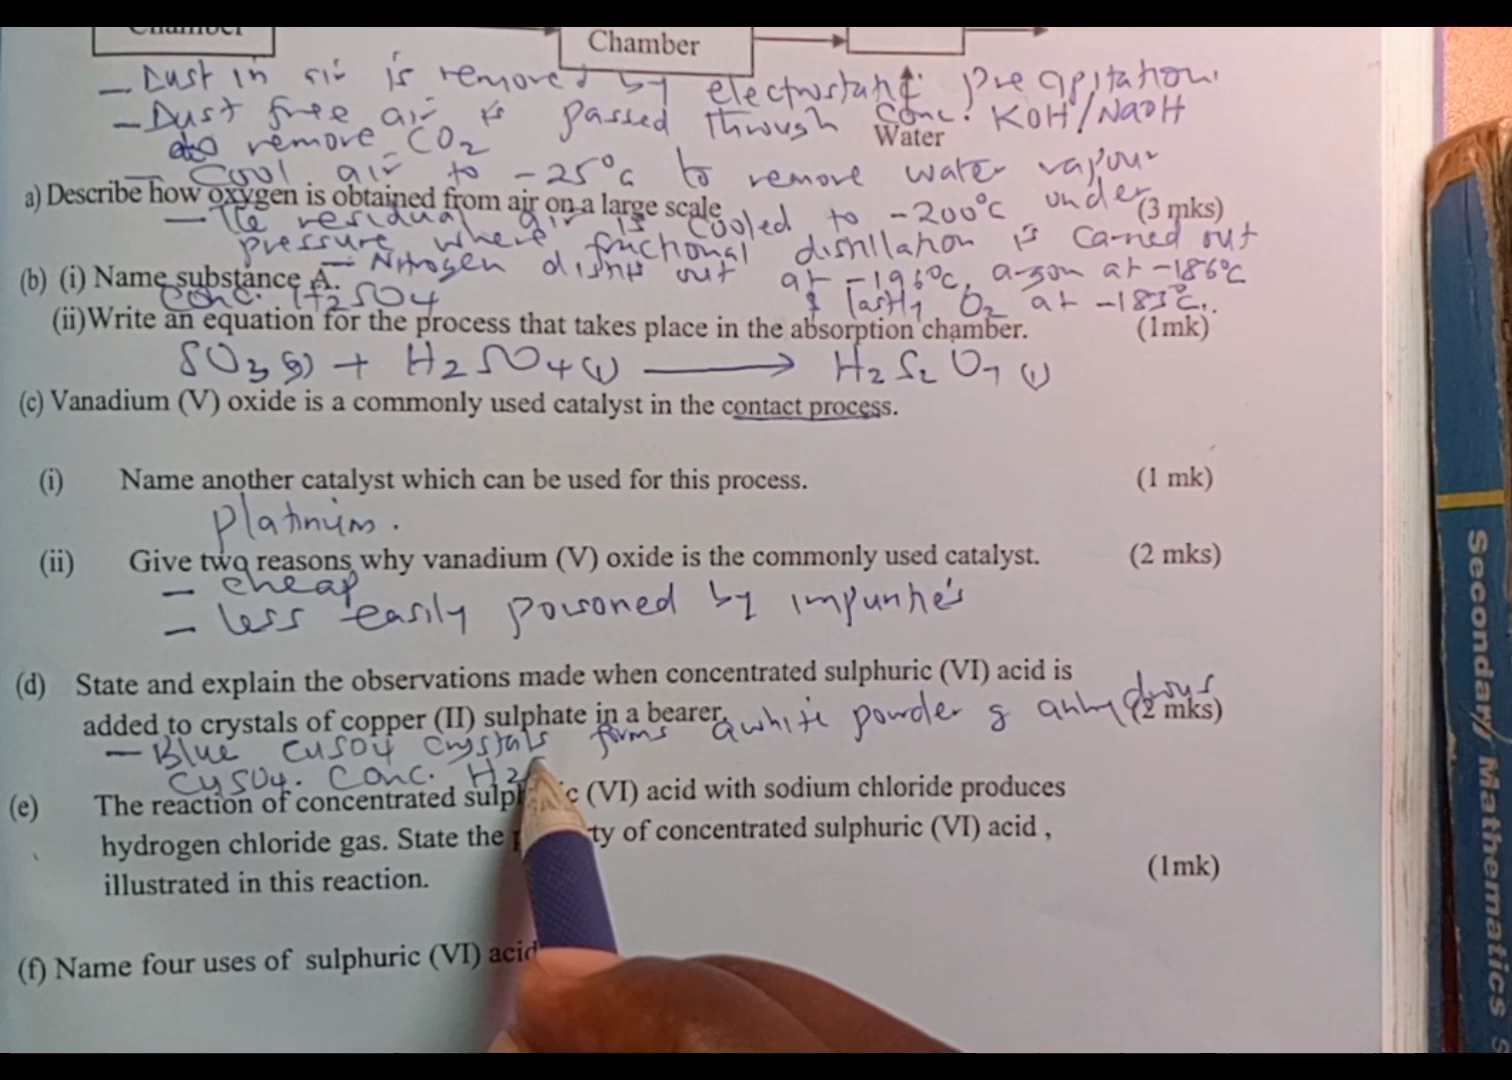 Chamber
Chamber
- Dust in air is removed by electrostatic precipitation.
- Dust free air is passed through conc. KOH/NaOH
Water
to remove CO2
- Cool air to -25°C to remove water vapour
a) Describe how oxygen is obtained from air on a large scale
(3 mks)
- The residual air is cooled to -200°C under
pressure where fractional distillation is carried out
- Nitrogen distils out at -196°C, argon at -186°C
& lastly O2 at -183°C.
(b) (i) Name substance A.
Conc. H2SO4
(ii)Write an equation for the process that takes place in the absorption chamber. (1mk)
SO3(g) + H2SO4(l) → H2S2O7(l)
(c) Vanadium (V) oxide is a commonly used catalyst in the contact process.
(i) Name another catalyst which can be used for this process. (1 mk)
Platinum.
(ii) Give two reasons why vanadium (V) oxide is the commonly used catalyst. (2 mks)
- cheap
- less easily poisoned by impurities
(d) State and explain the observations made when concentrated sulphuric (VI) acid is
added to crystals of copper (II) sulphate in a bearer. (2 mks)
- Blue CuSO4 crystals forms a white powder of anhydrous
CuSO4. Conc. H2S
(e) The reaction of concentrated (VI) acid with sodium chloride produces
hydrogen chloride gas. State the of concentrated sulphuric (VI) acid ,
illustrated in this reaction. (1mk)
(f) Name four uses of sulphuric (VI) acid
Secondary Mathematics S